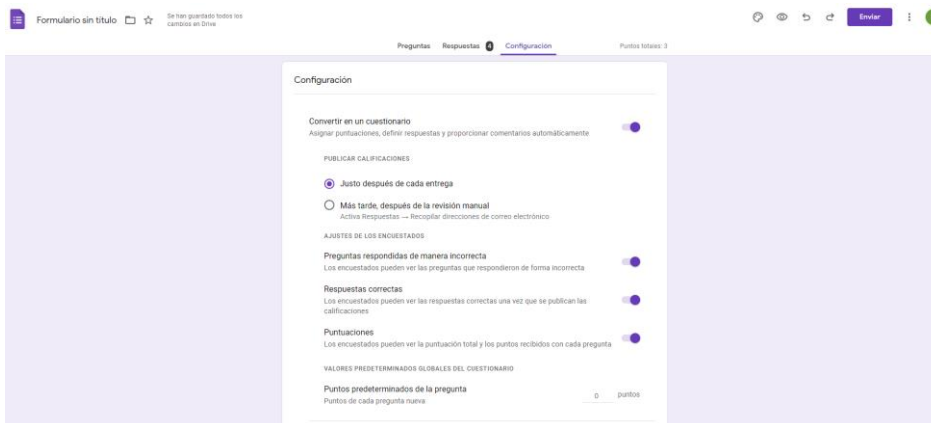 Formulario sin título
Se han guardado todos los
cambios en Drive
Enviar
Preguntas Respuestas 4 Configuración Puntos totales: 3
Configuración
Convertir en un cuestionario
Asignar puntuaciones, definir respuestas y proporcionar comentarios automáticamente
PUBLICAR CALIFICACIONES
Justo después de cada entrega
Más tarde, después de la revisión manual
Activa Respuestas → Recopilar direcciones de correo electrónico
AJUSTES DE LOS ENCUESTADOS
Preguntas respondidas de manera incorrecta
Los encuestados pueden ver las preguntas que respondieron de forma incorrecta
Respuestas correctas
Los encuestados pueden ver las respuestas correctas una vez que se publican las
calificaciones
Puntuaciones
Los encuestados pueden ver la puntuación total y los puntos recibidos con cada pregunta
VALORES PREDETERMINADOS GLOBALES DEL CUESTIONARIO
Puntos predeterminados de la pregunta
Puntos de cada pregunta nueva
0 puntos